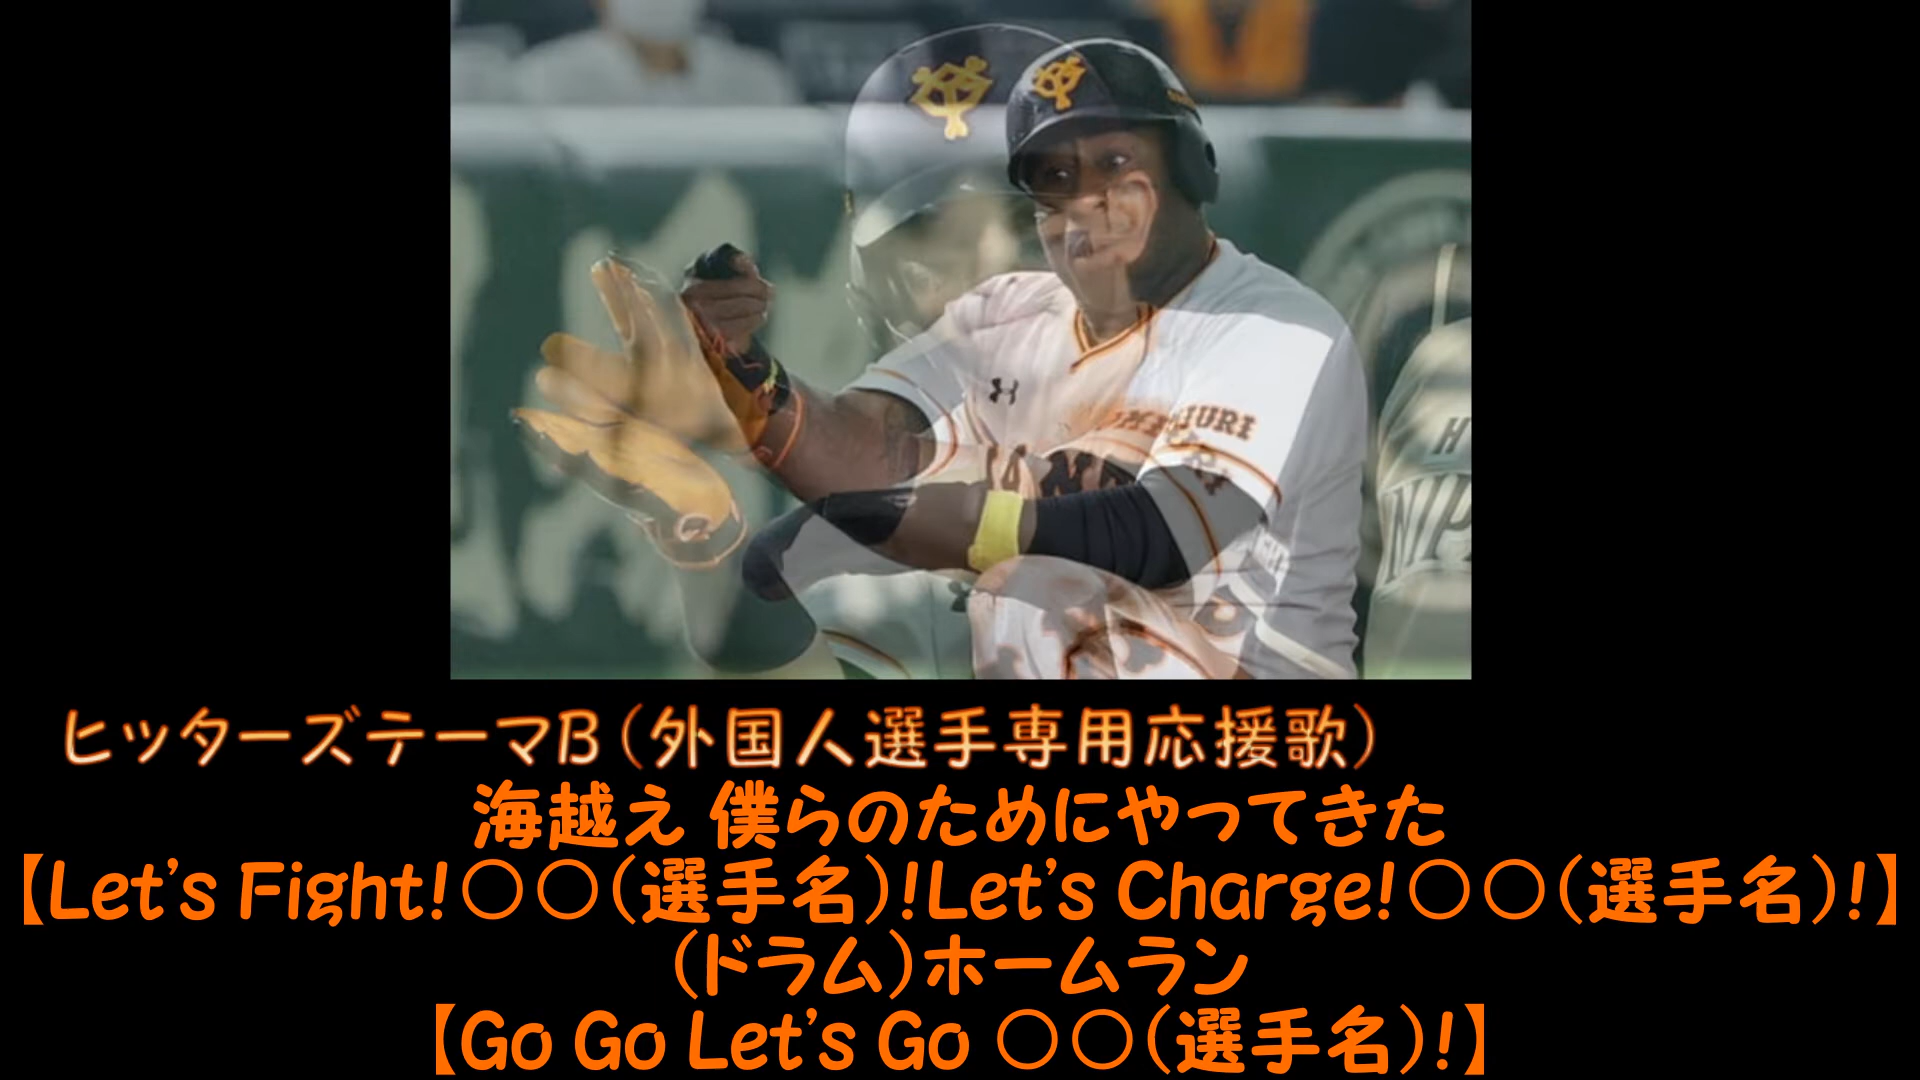 YOMIURI
H
NIP
ヒッターズテーマB(外国人選手専用応援歌)
海越え 僕らのためにやってきた
【Let's Fight!○○(選手名)!Let's Charge!○○(選手名)!】
(ドラム)ホームラン
【Go Go Let's Go ○○(選手名)!】